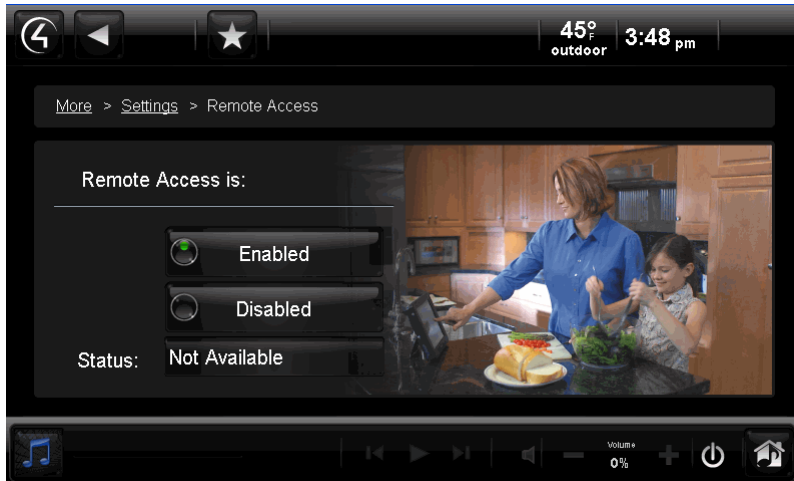 45°F
outdoor
3:48 pm
More > Settings > Remote Access
Remote Access is:
Enabled
Disabled
Status: Not Available
Volume
0%